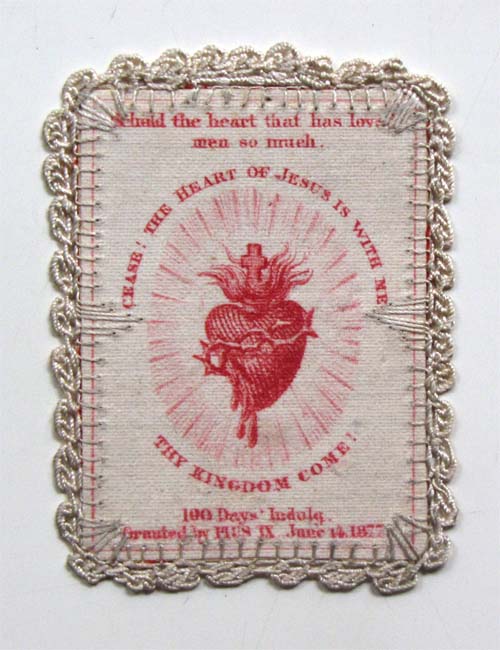 Behold the heart that has loved
men so much.
CEASE! THE HEART OF JESUS IS WITH ME
THY KINGDOM COME!
100 Days' Indulg.
Granted by PIUS IX June 14, 1877